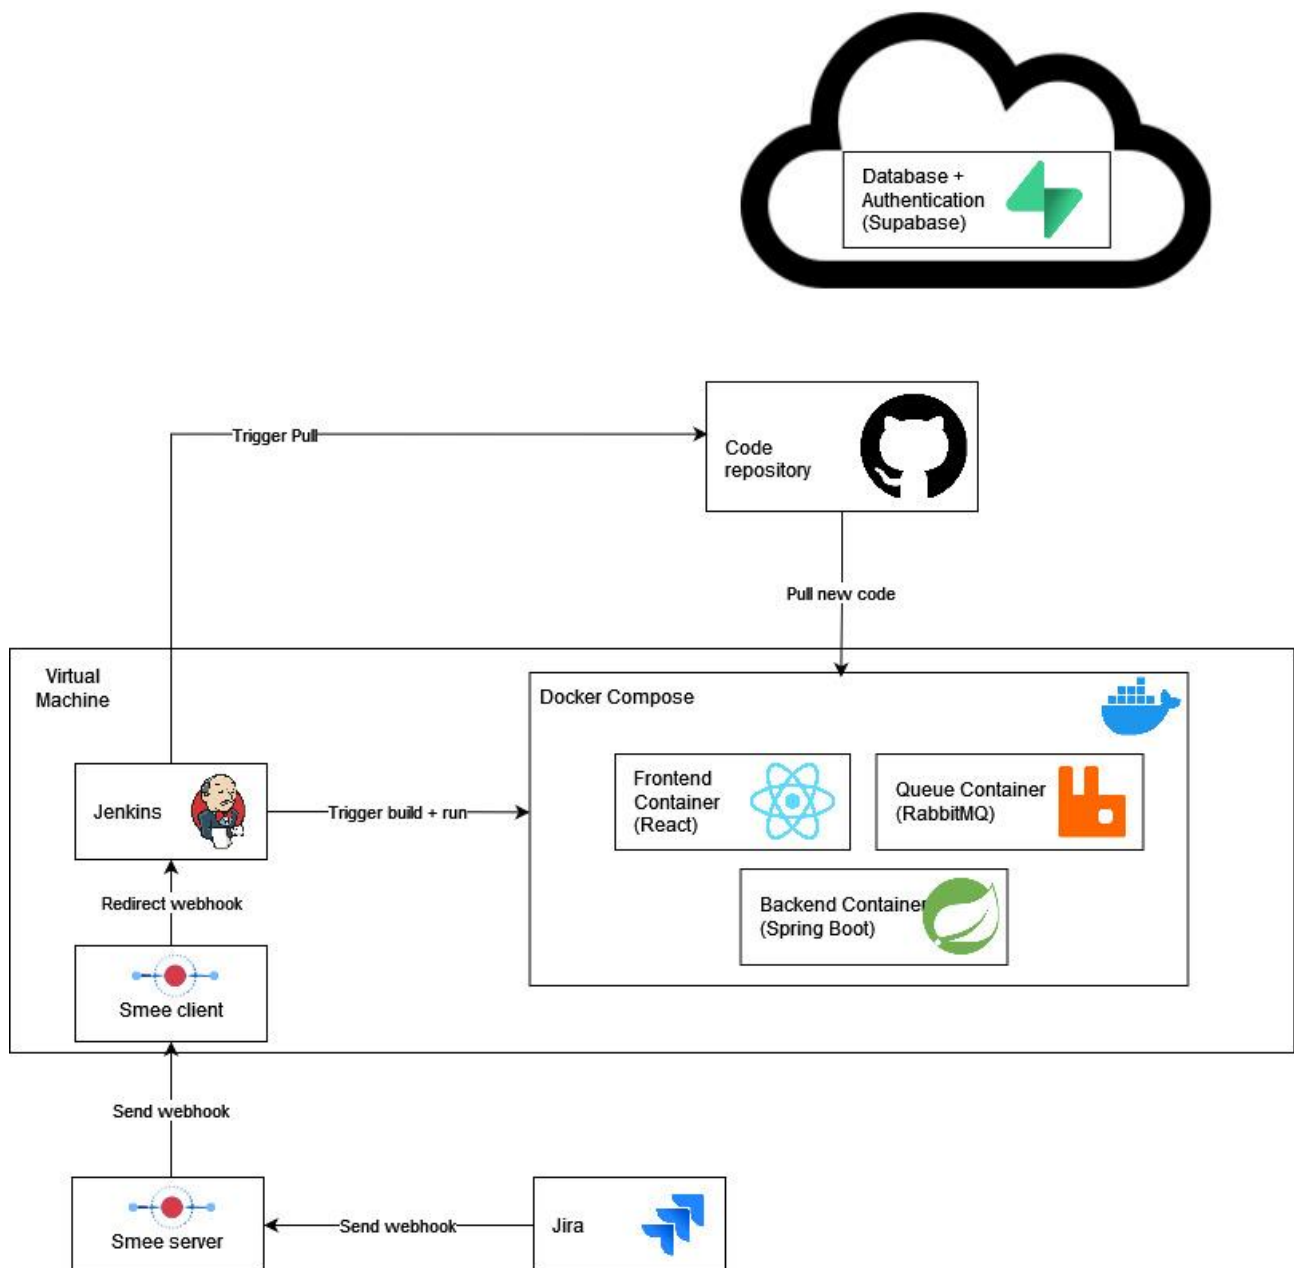 Database +
Authentication
(Supabase)
Trigger Pull
Code
repository
Pull new code
Virtual
Machine
Docker Compose
Jenkins
Trigger build + run
Frontend
Container
(React)
Queue Container
(RabbitMQ)
Redirect webhook
Backend Container
(Spring Boot)
Smee client
Send webhook
Smee server
Send webhook
Jira